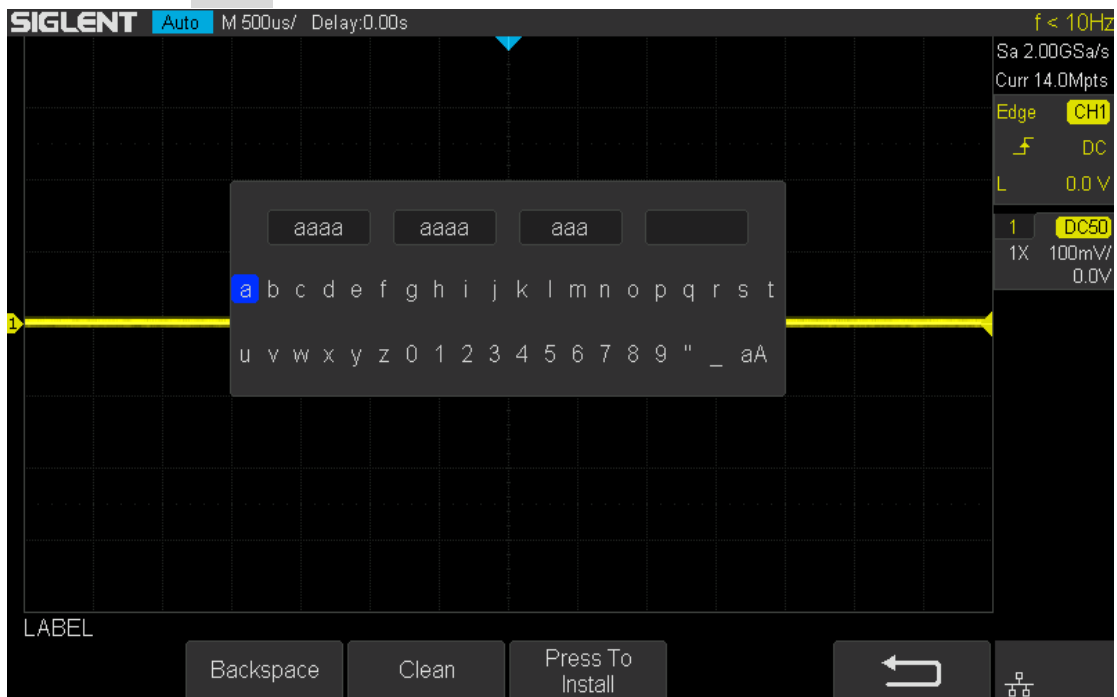 SIGLENT Auto M 500us/ Delay:0.00s f < 10Hz
Sa 2.00GSa/s
Curr 14.0Mpts
Edge CH1
DC
L 0.0 V
1 DC50
1X 100mV/
0.0V
aaaa aaaa aaa
a b c d e f g h i j k l m n o p q r s t
1
u v w x y z 0 1 2 3 4 5 6 7 8 9 " _ aA
LABEL
Backspace Clean Press To
Install